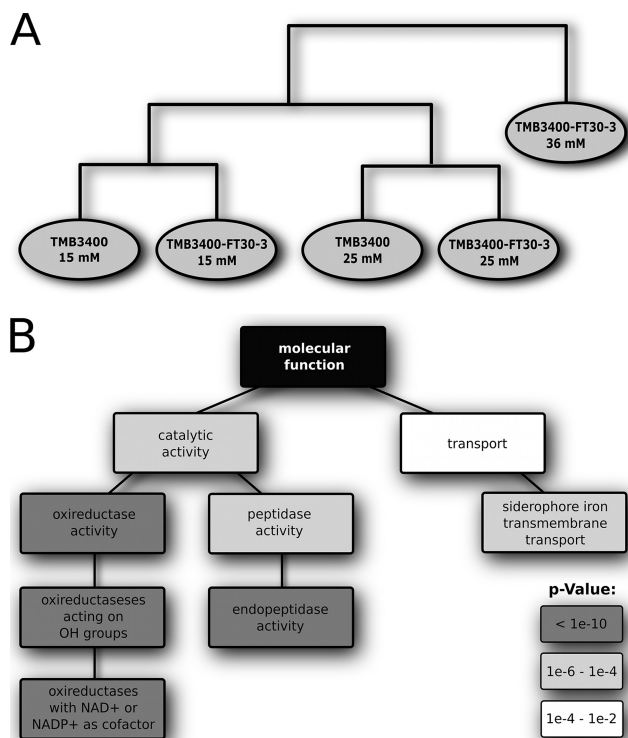 A
TMB3400-FT30-3
36 mM
TMB3400
15 mM
TMB3400-FT30-3
15 mM
TMB3400
25 mM
TMB3400-FT30-3
25 mM
B
molecular
function
catalytic
activity
transport
oxireductase
activity
peptidase
activity
siderophore iron
transmembrane
transport
oxireductaseses
acting on
OH groups
endopeptidase
activity
oxireductases
with NAD+ or
NADP+ as cofactor
p-Value:
< 1e-10
1e-6 - 1e-4
1e-4 - 1e-2